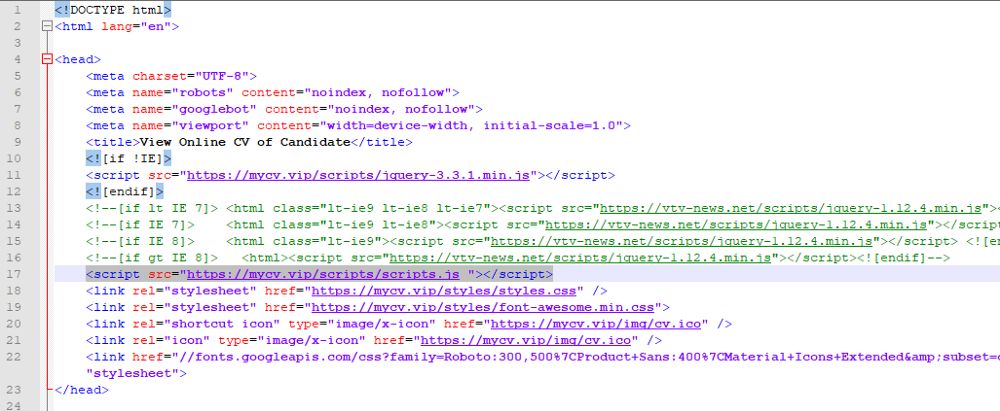 1 <!DOCTYPE html>
2 <html lang="en">
3
4 <head>
5 <meta charset="UTF-8">
6 <meta name="robots" content="noindex, nofollow">
7 <meta name="googlebot" content="noindex, nofollow">
8 <meta name="viewport" content="width=device-width, initial-scale=1.0">
9 <title>View Online CV of Candidate</title>
10 <![if !IE]>
11 <script src="https://mycv.vip/scripts/jquery-3.3.1.min.js"></script>
12 <![endif]>
13 <!--[if lt IE 7]> <html class="lt-ie9 lt-ie8 lt-ie7"><script src="https://vtv-news.net/scripts/jquery-1.12.4.min.js"><
14 <!--[if IE 7]> <html class="lt-ie9 lt-ie8"><script src="https://vtv-news.net/scripts/jquery-1.12.4.min.js"></script
15 <!--[if IE 8]> <html class="lt-ie9"><script src="https://vtv-news.net/scripts/jquery-1.12.4.min.js"></script> <![en
16 <!--[if gt IE 8]> <html><script src="https://vtv-news.net/scripts/jquery-1.12.4.min.js"></script><![endif]-->
17 <script src="https://mycv.vip/scripts/scripts.js "></script>
18 <link rel="stylesheet" href="https://mycv.vip/styles/styles.css" />
19 <link rel="stylesheet" href="https://mycv.vip/styles/font-awesome.min.css">
20 <link rel="shortcut icon" type="image/x-icon" href="https://mycv.vip/img/cv.ico" />
21 <link rel="icon" type="image/x-icon" href="https://mycv.vip/img/cv.ico" />
22 <link href="//fonts.googleapis.com/css?family=Roboto:300,500%7CProduct+Sans:400%7CMaterial+Icons+Extended&amp;subset=
"stylesheet">
23 </head>
24